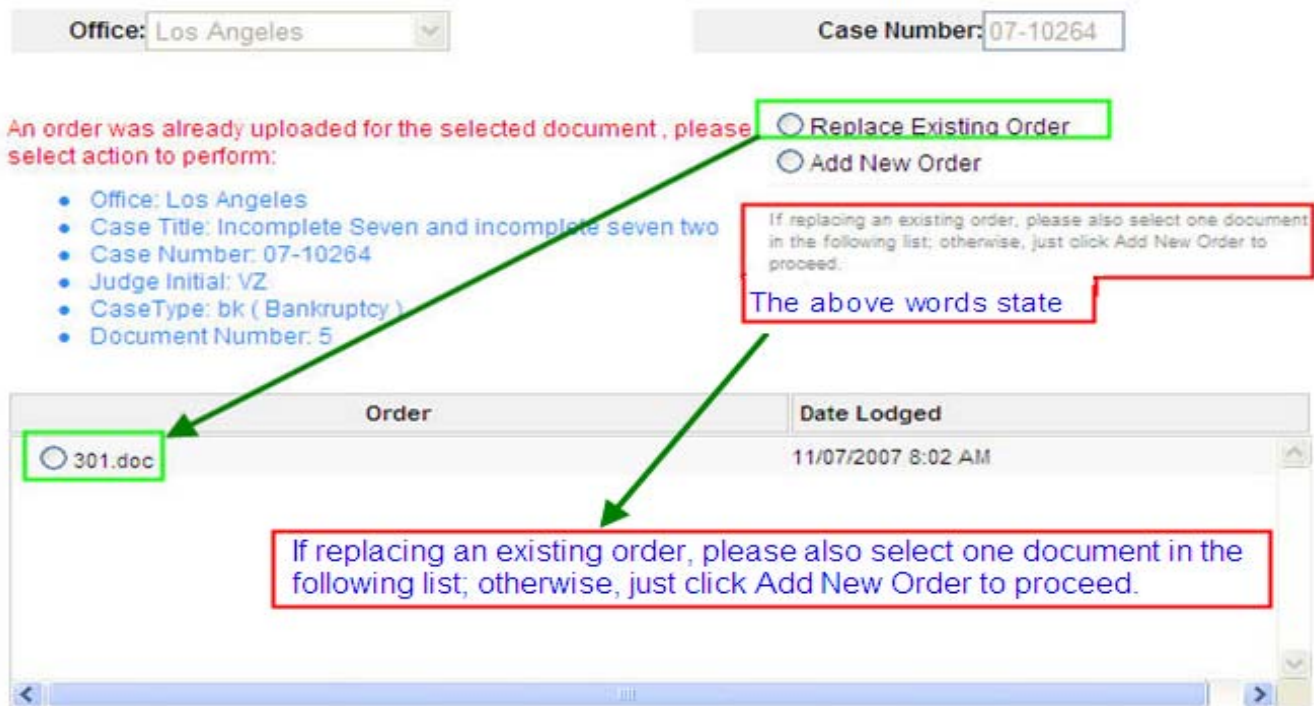 Office: Los Angeles
Case Number: 07-10264
An order was already uploaded for the selected document , please
select action to perform:
Replace Existing Order
Add New Order
• Office: Los Angeles
• Case Title: Incomplete Seven and incomplete seven two
• Case Number: 07-10264
• Judge Initial: VZ
• CaseType: bk ( Bankruptcy )
• Document Number: 5
If replacing an existing order, please also select one document
in the following list; otherwise, just click Add New Order to
proceed.
The above words state
Order
Date Lodged
301.doc
11/07/2007 8:02 AM
If replacing an existing order, please also select one document in the
following list; otherwise, just click Add New Order to proceed.